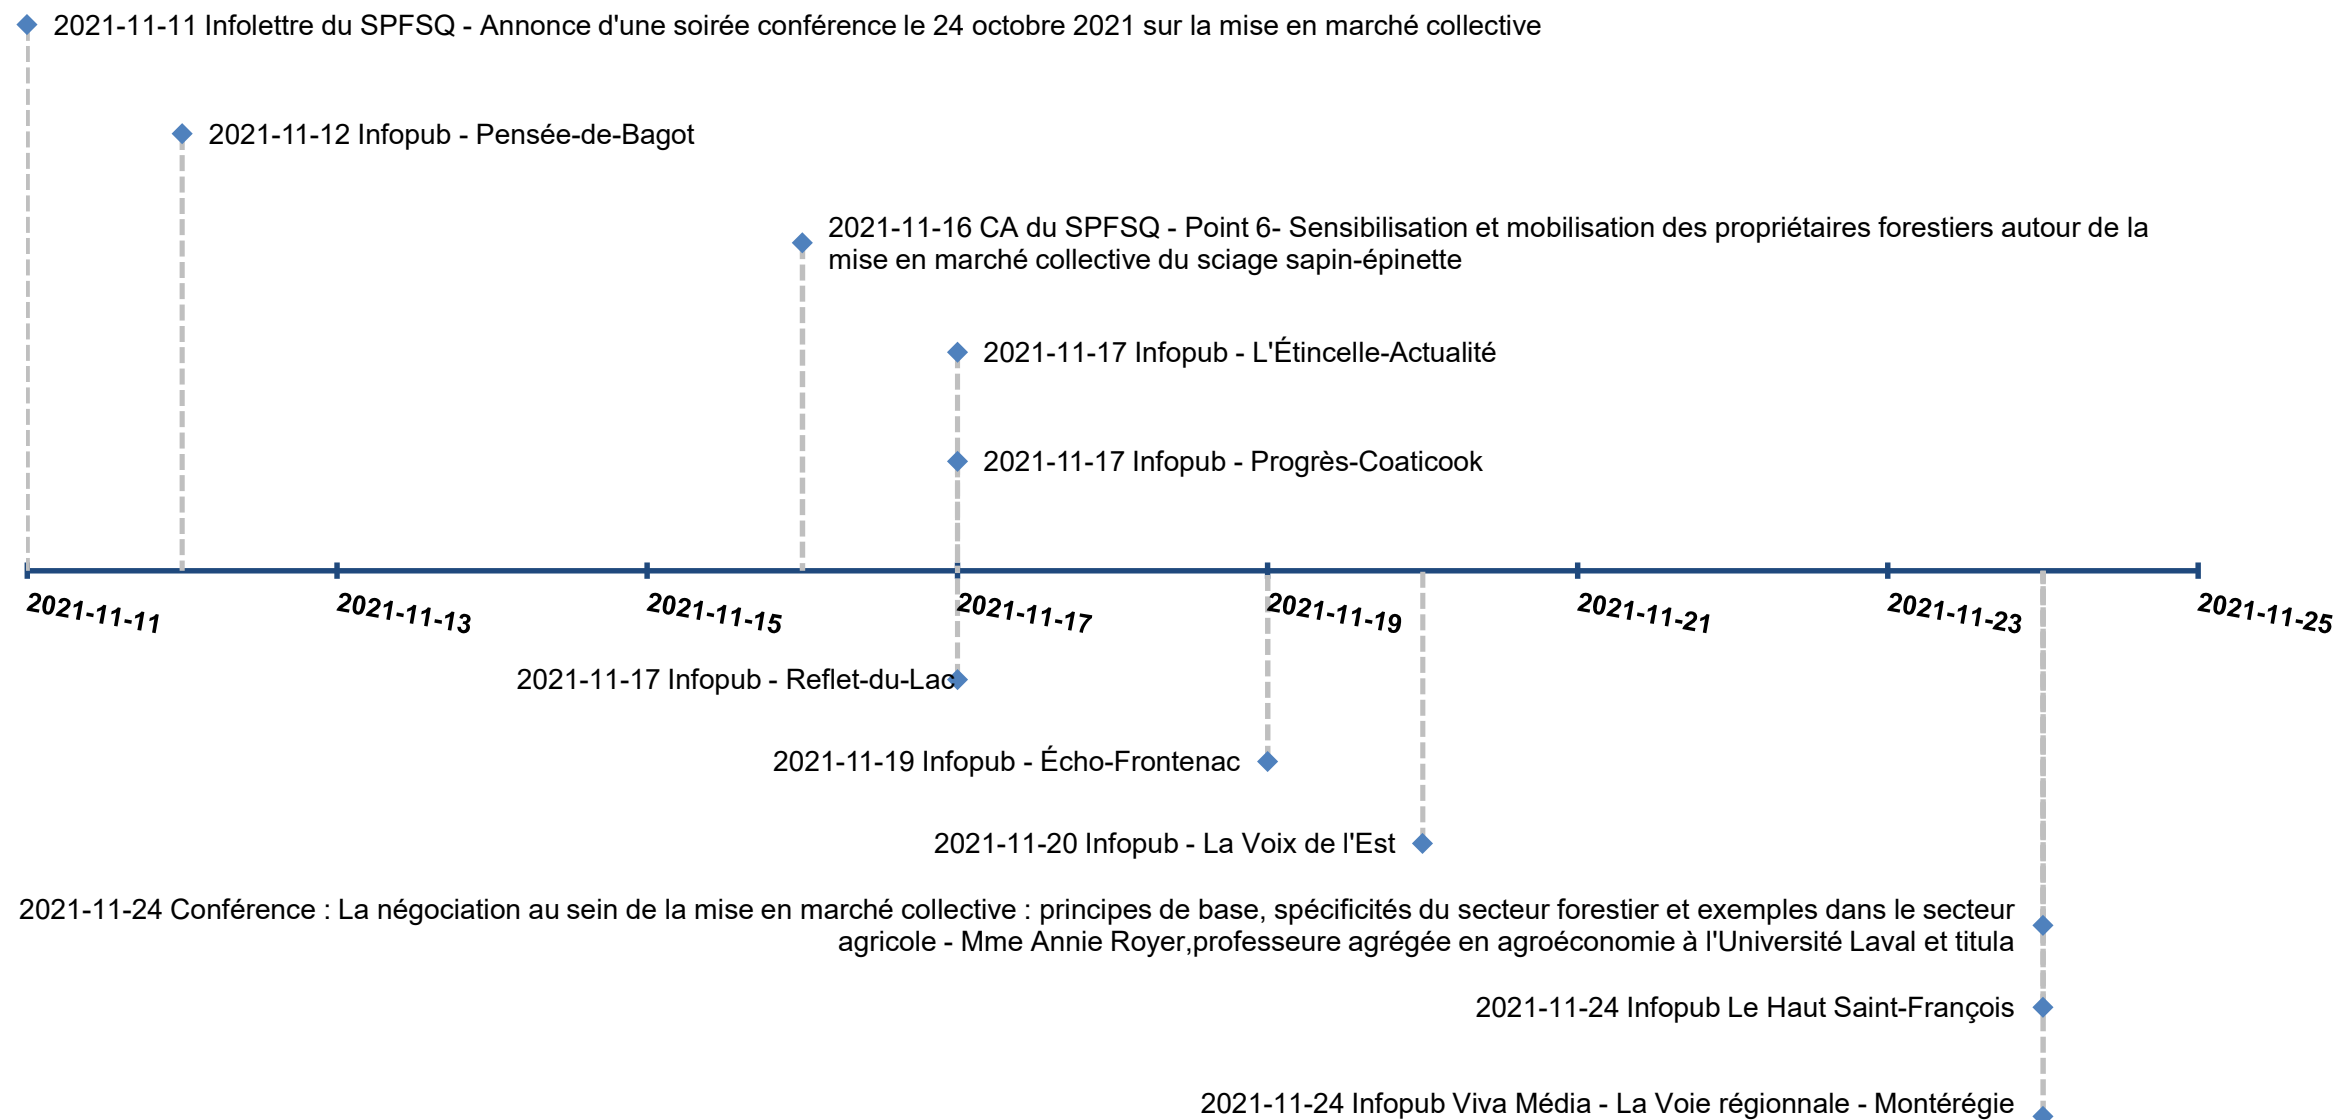 2021-11-11 Infolettre du SPFSQ - Annonce d'une soirée conférence le 24 octobre 2021 sur la mise en marché collective
2021-11-12 Infopub - Pensée-de-Bagot
2021-11-16 CA du SPFSQ - Point 6- Sensibilisation et mobilisation des propriétaires forestiers autour de la
mise en marché collective du sciage sapin-épinette
2021-11-17 Infopub - L'Étincelle-Actualité
2021-11-17 Infopub - Progrès-Coaticook
2021-11-11
2021-11-13
2021-11-15
2021-11-17
2021-11-19
2021-11-21
2021-11-23
2021-11-25
2021-11-17 Infopub - Reflet-du-Lac
2021-11-19 Infopub - Écho-Frontenac
2021-11-20 Infopub - La Voix de l'Est
2021-11-24 Conférence : La négociation au sein de la mise en marché collective : principes de base, spécificités du secteur forestier et exemples dans le secteur
agricole - Mme Annie Royer,professeure agrégée en agroéconomie à l'Université Laval et titula
2021-11-24 Infopub Le Haut Saint-François
2021-11-24 Infopub Viva Média - La Voie régionnale - Montérégie